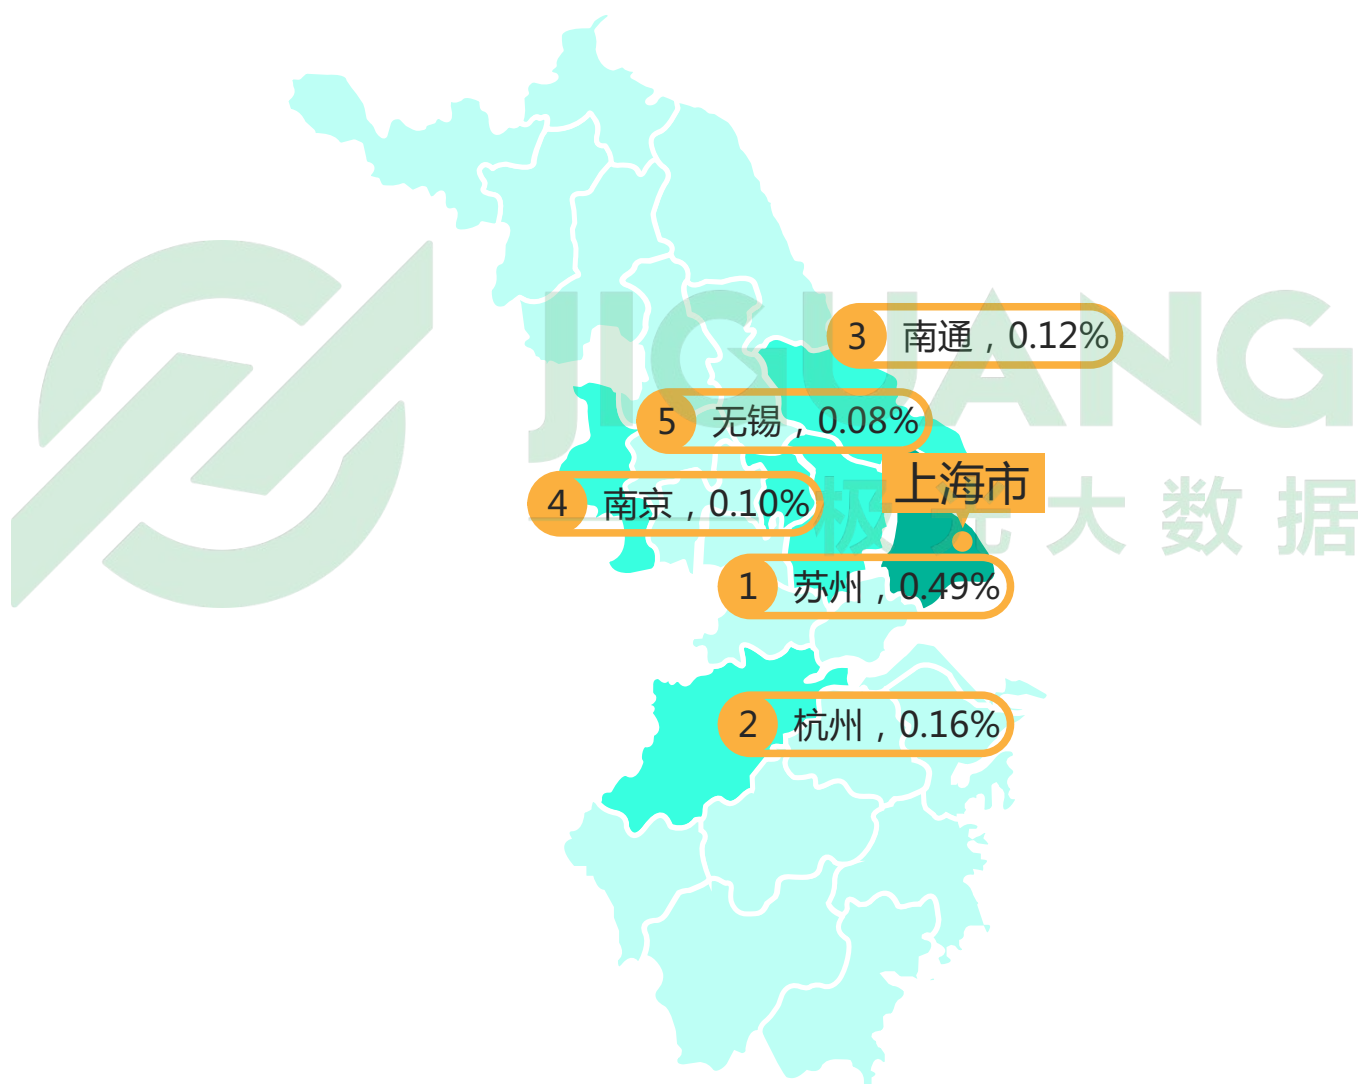 JIGUANG
极光大数据
3 南通，0.12%
5 无锡，0.08%
上海市
4 南京，0.10%
1 苏州，0.49%
2 杭州，0.16%